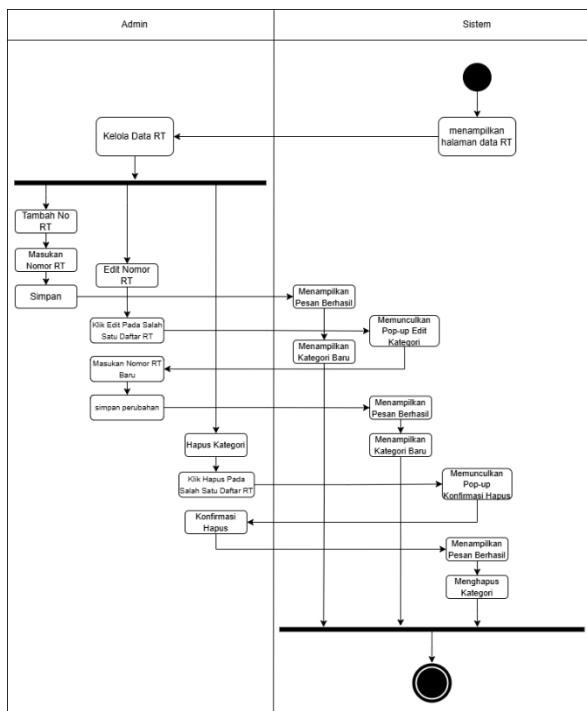 Admin
Sistem
menampilkan
halaman data RT
Kelola Data RT
Tambah No
RT
Masukan
Nomor RT
Simpan
Edit Nomor
RT
Klik Edit Pada Salah
Satu Daftar RT
Menampilkan
Pesan Berhasil
Menampilkan
Kategori Baru
Memunculkan
Pop-up Edit
Kategori
Masukan Nomor RT
Baru
simpan perubahan
Menampilkan
Pesan Berhasil
Menampilkan
Kategori Baru
Hapus Kategori
Klik Hapus Pada
Salah Satu Daftar RT
Memunculkan
Pop-up
Konfirmasi Hapus
Konfirmasi
Hapus
Menampilkan
Pesan Berhasil
Menghapus
Kategori